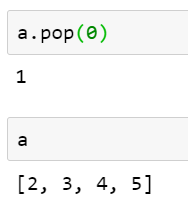 a.pop(0)
1
a
[2, 3, 4, 5]